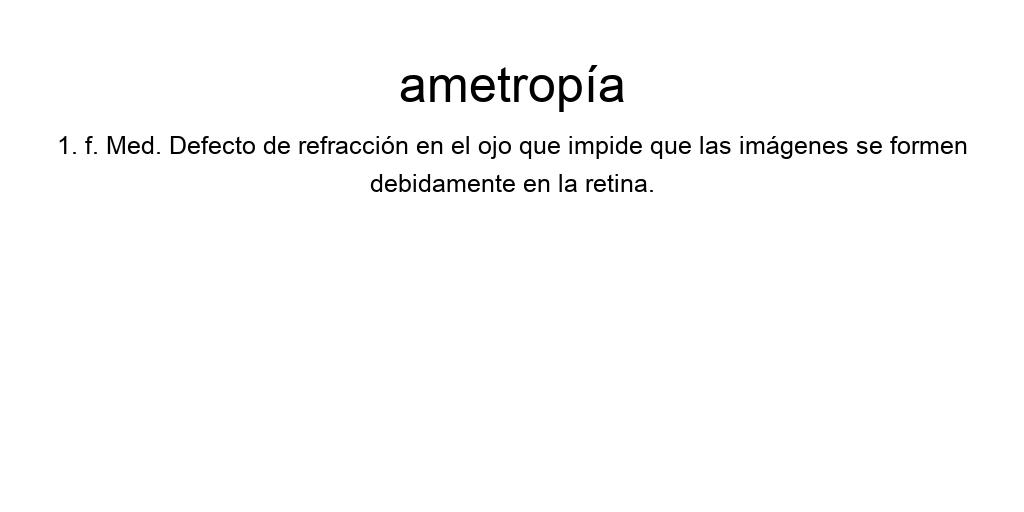 ametropía
1. f. Med. Defecto de refracción en el ojo que impide que las imágenes se formen
debidamente en la retina.